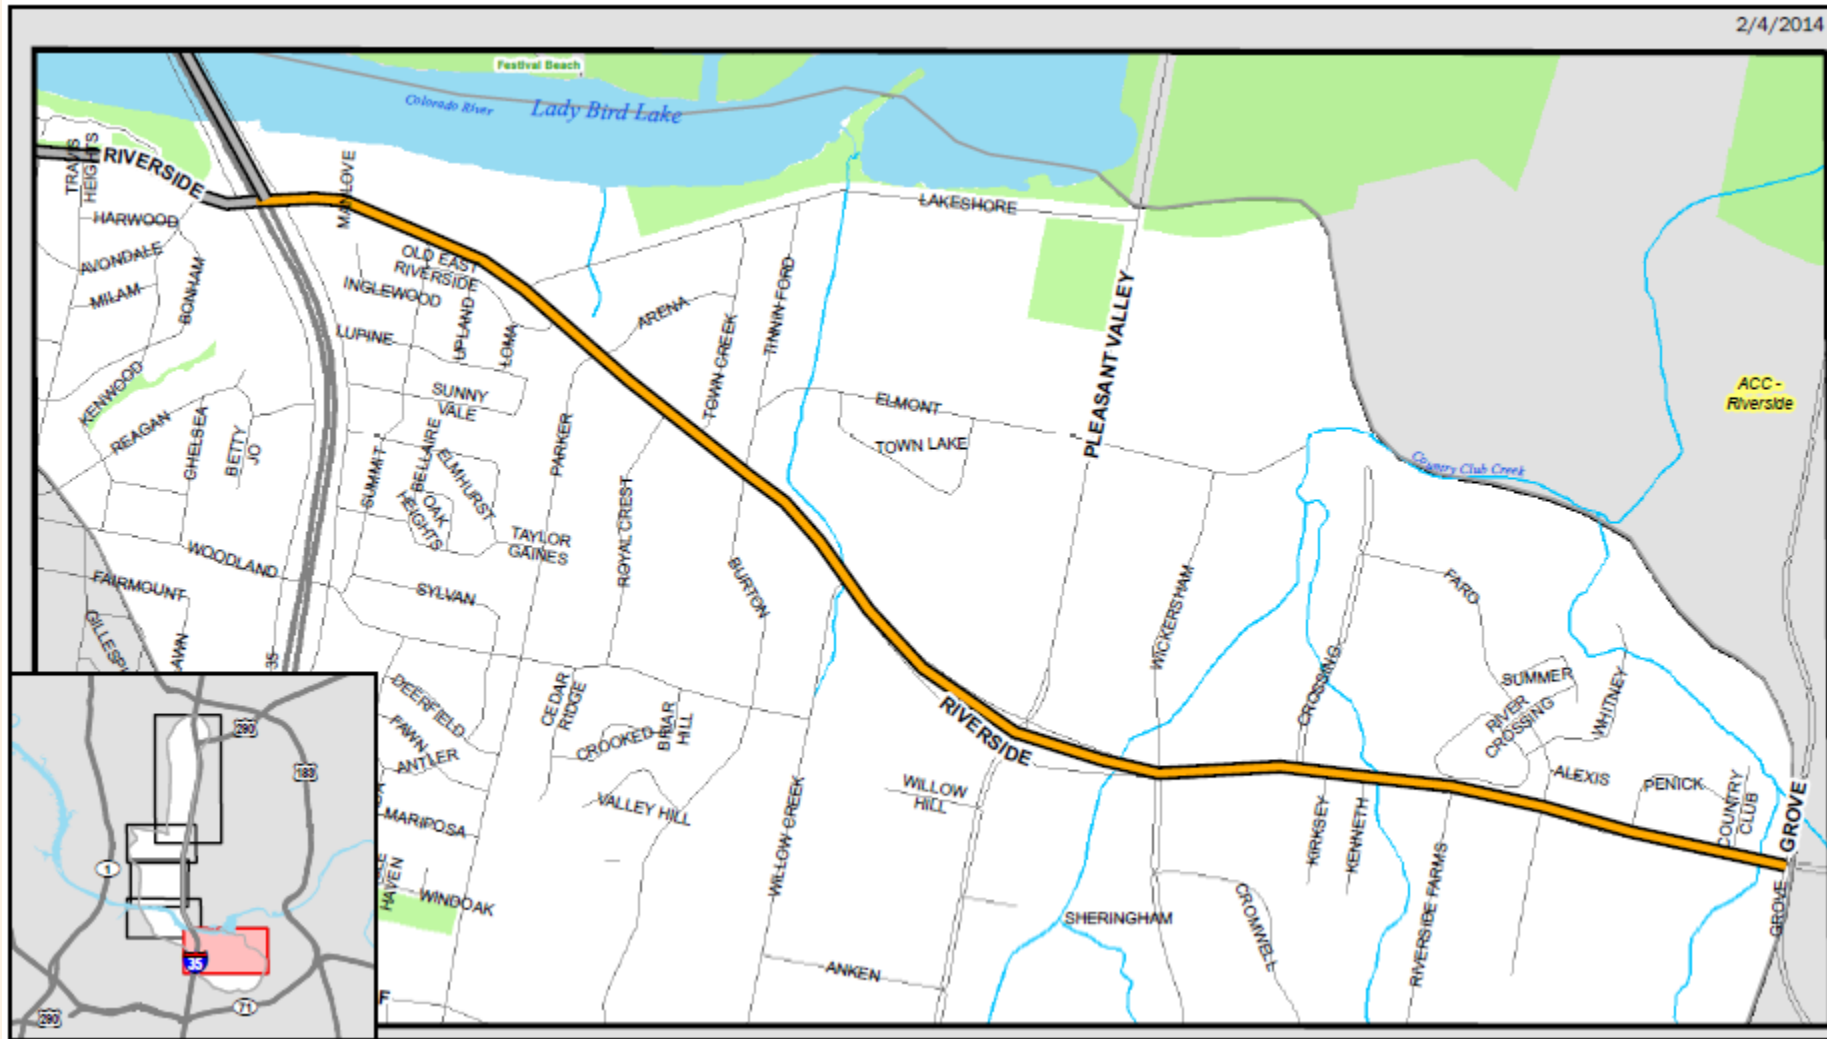 2/4/2014
Festival Beach
Colorado River
Lady Bird Lake
TRAVIS
HEIGHTS
RIVERSIDE
MANLOVE
HARWOOD
AVONDALE
MILAM
BONHAM
OLD EAST
RIVERSIDE
INGLEWOOD
UPLAND
LOMA
LUPINE
SUNNY
VALE
KENWOOD
REAGAN
CHELSEA
BETTY
JO
SUMMIT
BELLAIRE
ELMHURST
OAK
HEIGHTS
PARKER
ARENA
TOWN CREEK
TINNIN FORD
LAKESHORE
PLEASANT VALLEY
ELMONT
TOWN LAKE
ACC -
Riverside
Country Club Creek
TAYLOR
GAINES
ROYAL CREST
BURTON
WOODLAND
FAIRMOUNT
SYLVAN
WICKERSHAM
FARO
CROSSING
SUMMER
RIVER
CROSSING
WHITNEY
35
DEERFIELD
FAWN
ANTLER
CEDAR
RIDGE
CROOKED
BRIAR
HILL
VALLEY HILL
MARIPOSA
HAVEN
WINDOAK
WILLOW CREEK
RIVERSIDE
WILLOW
HILL
ALEXIS
PENICK
COUNTRY
CLUB
GROVE
GROVE
KIRKSEY
KENNETH
RIVERSIDE FARMS
SHERINGHAM
CROMWELL
ANKEN
290
183
1
35
71
290